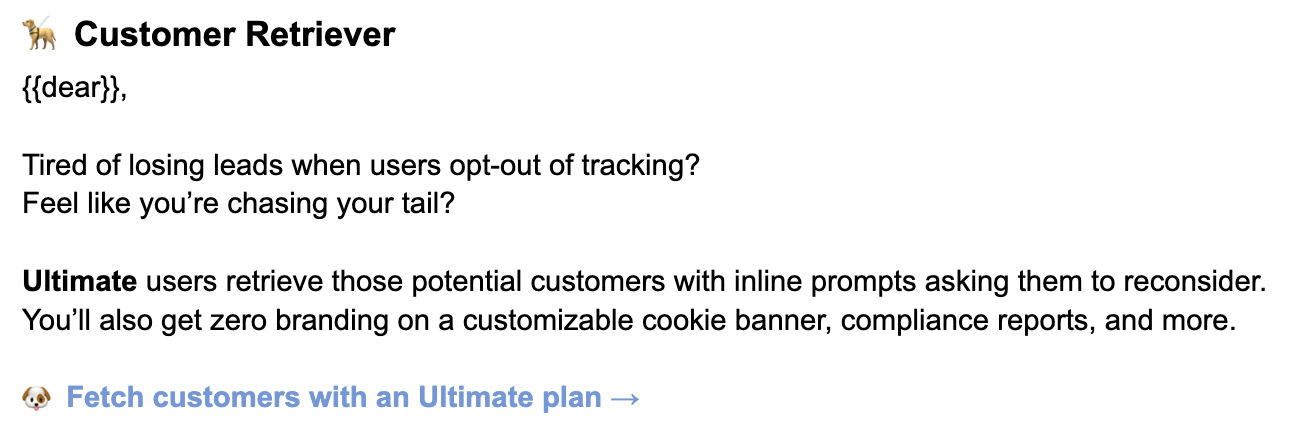 Customer Retriever
{{dear}},
Tired of losing leads when users opt-out of tracking?
Feel like you’re chasing your tail?
Ultimate users retrieve those potential customers with inline prompts asking them to reconsider.
You’ll also get zero branding on a customizable cookie banner, compliance reports, and more.
Fetch customers with an Ultimate plan →